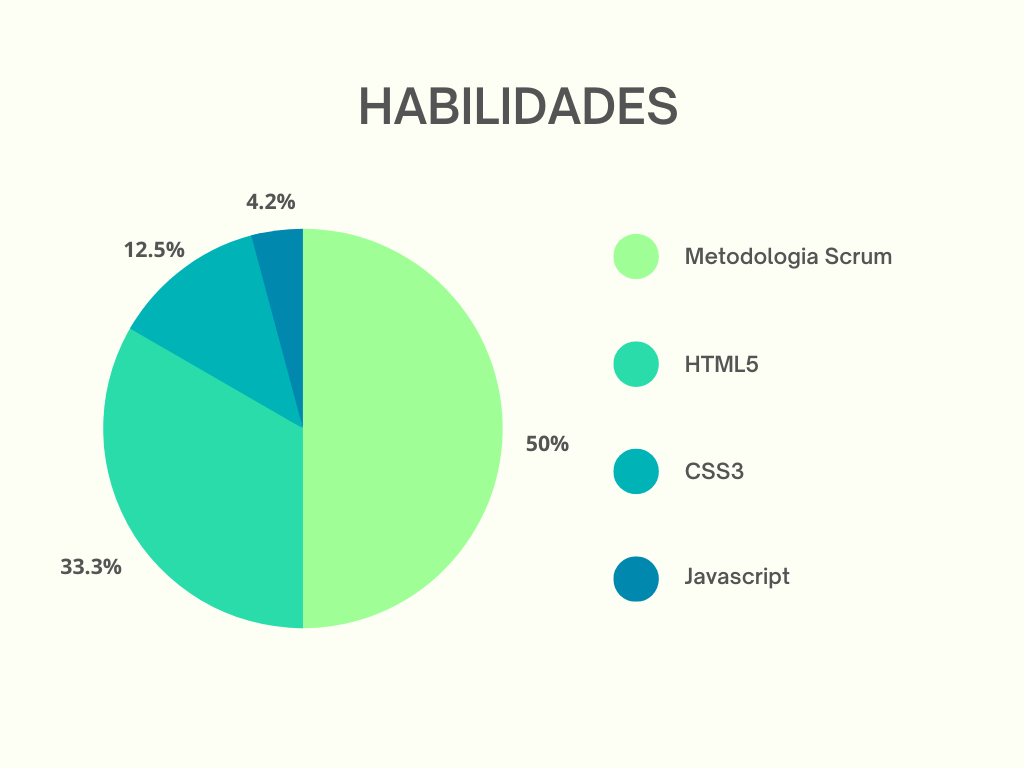 HABILIDADES
4.2%
12.5%
50%
33.3%
Metodologia Scrum
HTML5
CSS3
Javascript